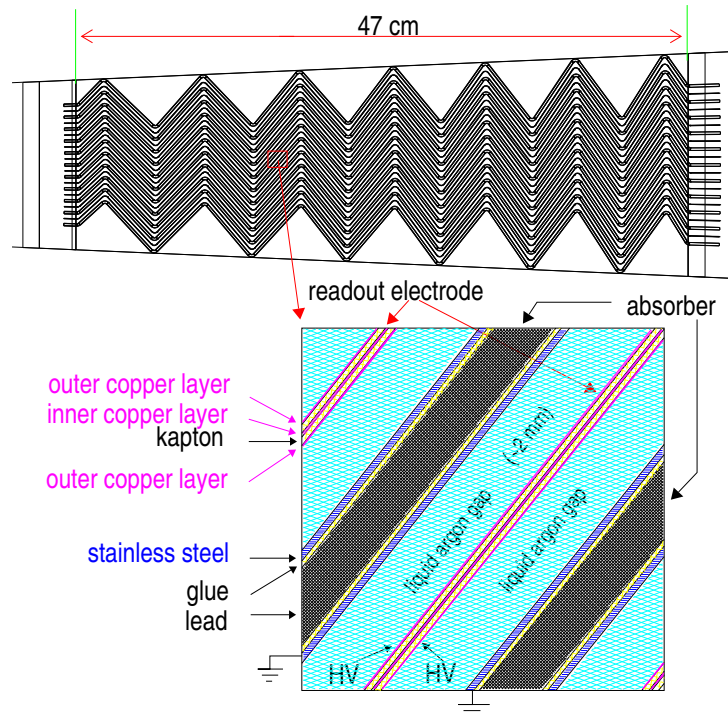 47 cm
readout electrode
absorber
outer copper layer
inner copper layer
kapton
outer copper layer
(~2 mm)
liquid argon gap
liquid argon gap
stainless steel
glue
lead
HV
HV